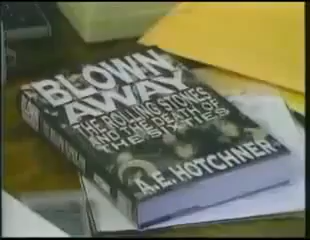 BLOWN
AWAY
THE ROLLING STONES
AND THE DEATH OF
THE SIXTIES
A.E. HOTCHNER